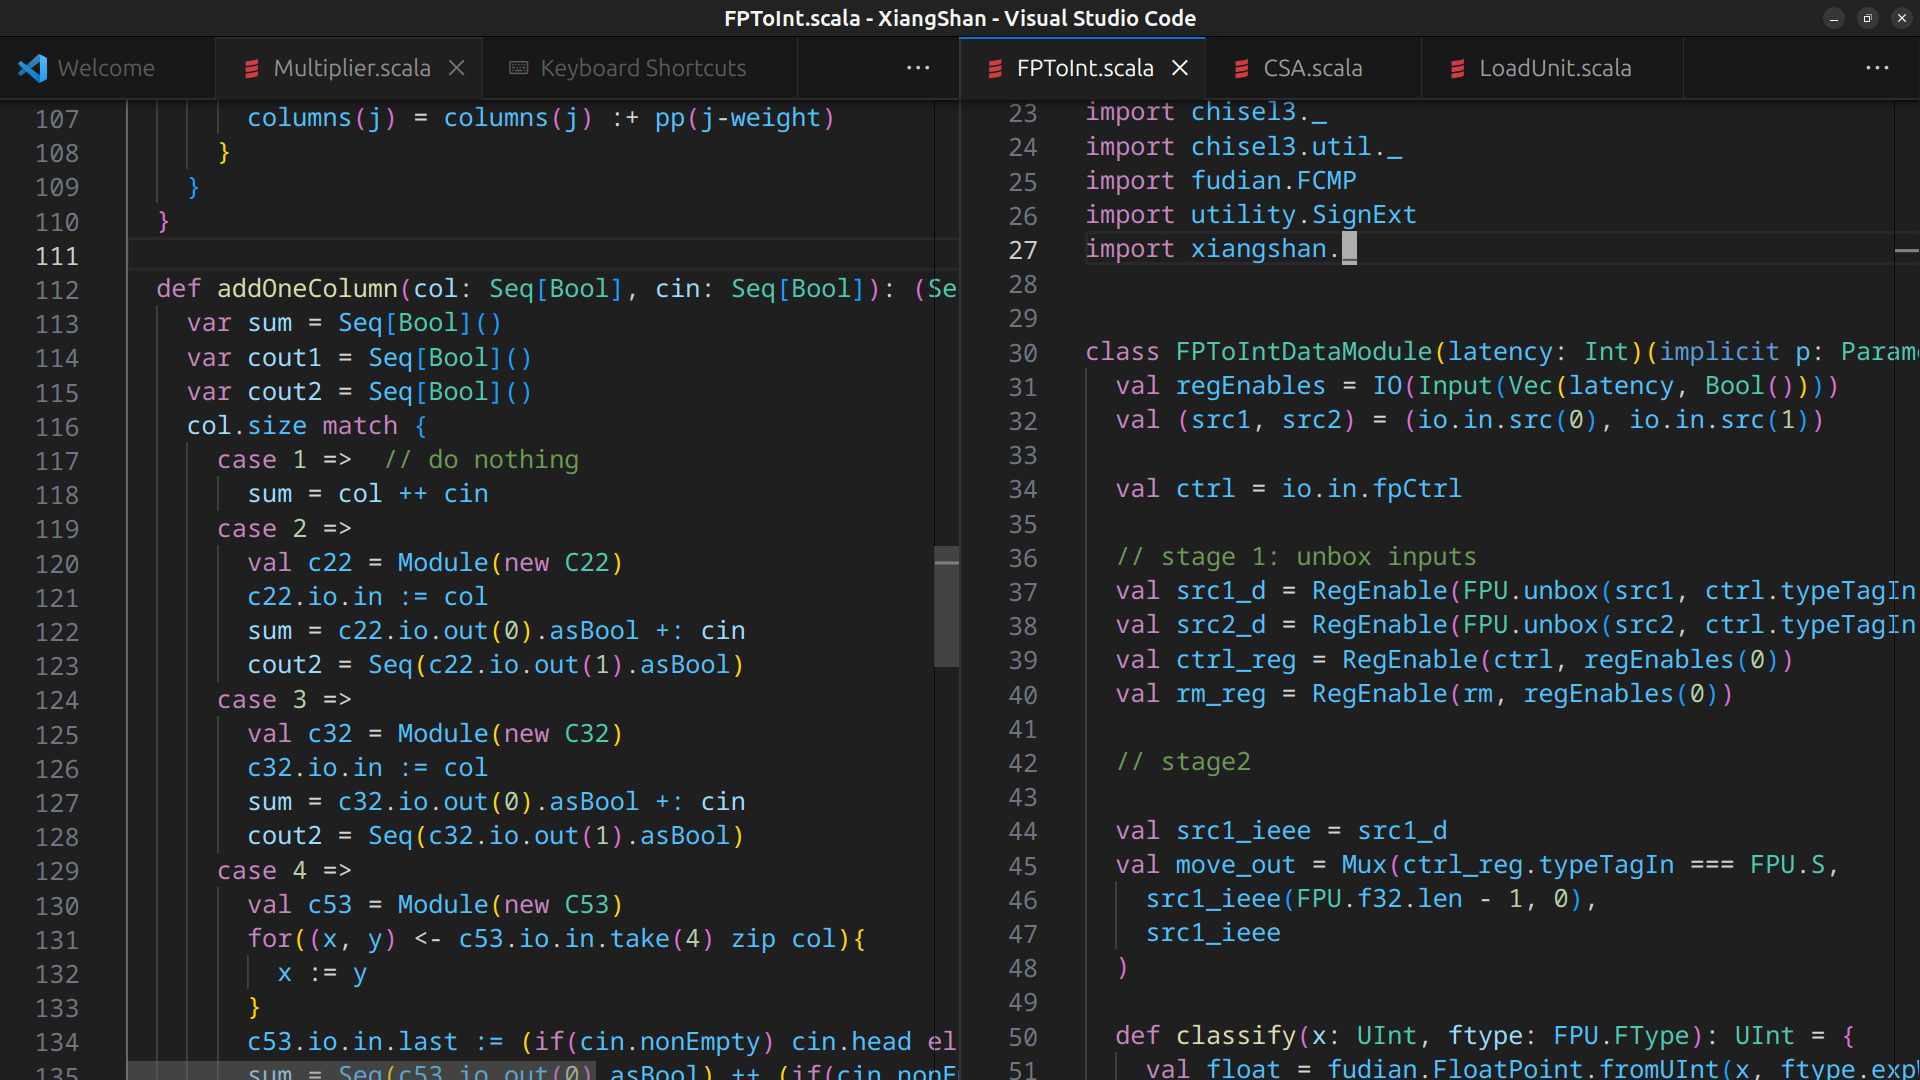 FPToInt.scala - XiangShan - Visual Studio Code
Welcome
Multiplier.scala
Keyboard Shortcuts
107 columns(j) = columns(j) :+ pp(j-weight)
108 }
109 }
110 }
111
112 def addOneColumn(col: Seq[Bool], cin: Seq[Bool]): (Se
113 var sum = Seq[Bool]()
114 var cout1 = Seq[Bool]()
115 var cout2 = Seq[Bool]()
116 col.size match {
117 case 1 => // do nothing
118 sum = col ++ cin
119 case 2 =>
120 val c22 = Module(new C22)
121 c22.io.in := col
122 sum = c22.io.out(0).asBool +: cin
123 cout2 = Seq(c22.io.out(1).asBool)
124 case 3 =>
125 val c32 = Module(new C32)
126 c32.io.in := col
127 sum = c32.io.out(0).asBool +: cin
128 cout2 = Seq(c32.io.out(1).asBool)
129 case 4 =>
130 val c53 = Module(new C53)
131 for((x, y) <- c53.io.in.take(4) zip col){
132 x := y
133 }
134 c53.io.in.last := (if(cin.nonEmpty) cin.head el
135 sum = Seq(c53.io.out(0).asBool) ++ (if(cin.nonE
FPToInt.scala
CSA.scala
LoadUnit.scala
23 import chisel3._
24 import chisel3.util._
25 import fudian.FCMP
26 import utility.SignExt
27 import xiangshan._
28
29
30 class FPToIntDataModule(latency: Int)(implicit p: Param
31 val regEnables = IO(Input(Vec(latency, Bool())))
32 val (src1, src2) = (io.in.src(0), io.in.src(1))
33
34 val ctrl = io.in.fpCtrl
35
36 // stage 1: unbox inputs
37 val src1_d = RegEnable(FPU.unbox(src1, ctrl.typeTagIn
38 val src2_d = RegEnable(FPU.unbox(src2, ctrl.typeTagIn
39 val ctrl_reg = RegEnable(ctrl, regEnables(0))
40 val rm_reg = RegEnable(rm, regEnables(0))
41
42 // stage2
43
44 val src1_ieee = src1_d
45 val move_out = Mux(ctrl_reg.typeTagIn === FPU.S,
46 src1_ieee(FPU.f32.len - 1, 0),
47 src1_ieee
48 )
49
50 def classify(x: UInt, ftype: FPU.FType): UInt = {
51 val float = fudian.FloatPoint.fromUInt(x, ftype.exp